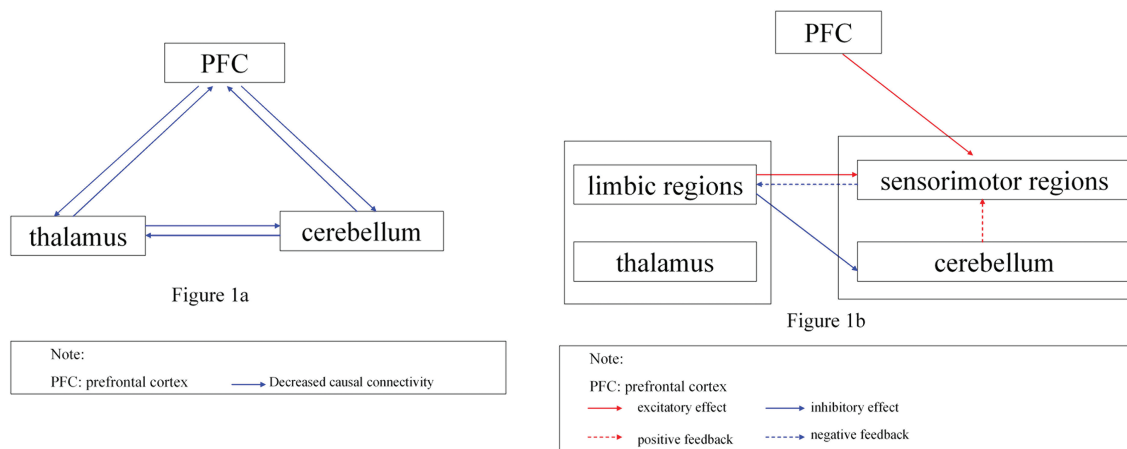 PFC
thalamus
cerebellum
Figure 1a
Note:
PFC: prefrontal cortex
Decreased causal connectivity
PFC
limbic regions
sensorimotor regions
thalamus
cerebellum
Figure 1b
Note:
PFC: prefrontal cortex
excitatory effect
inhibitory effect
positive feedback
negative feedback